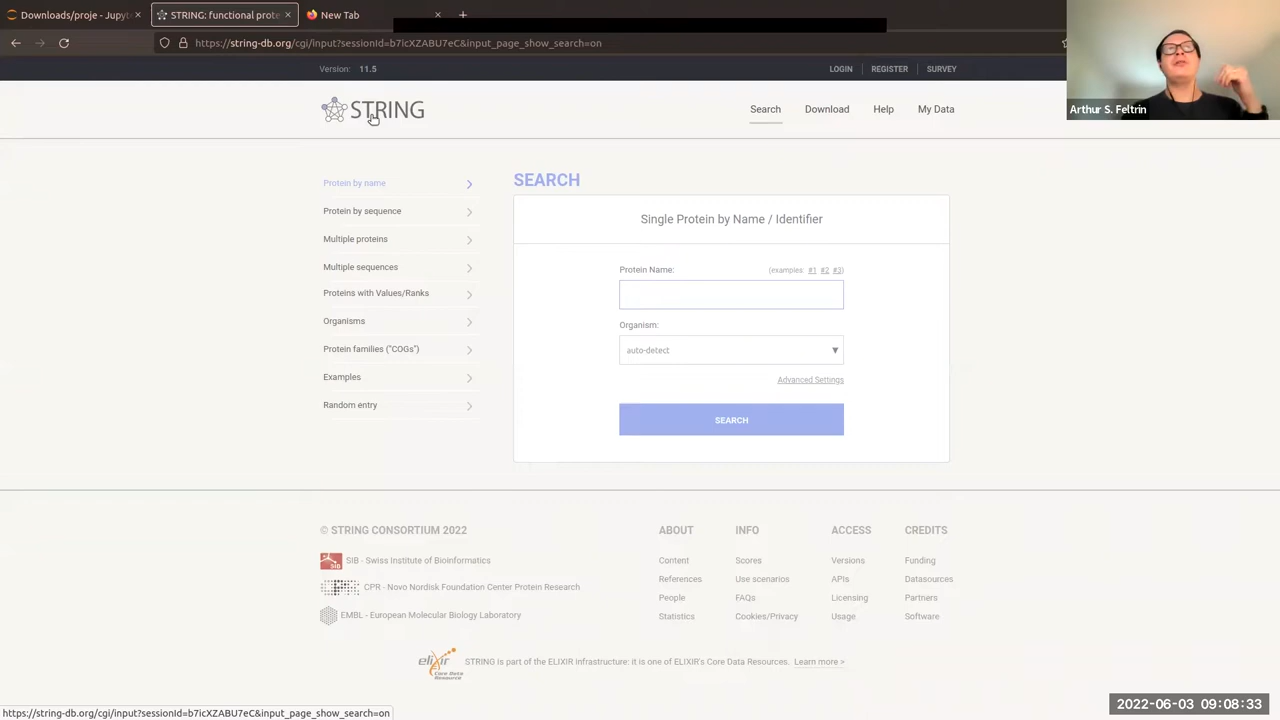 Downloads/proje - Jupyt
STRING: functional prote
New Tab
https://string-db.org/cgi/input?sessionId=b7icXZABU7eC&input_page_show_search=on
Version: 11.5
LOGIN
REGISTER
SURVEY
STRING
Search
Download
Help
My Data
Arthur S. Feltrin
Protein by name
Protein by sequence
Multiple proteins
Multiple sequences
Proteins with Values/Ranks
Organisms
Protein families ("COGs")
Examples
Random entry
SEARCH
Single Protein by Name / Identifier
Protein Name:
(examples #1 #2 #3)
Organism:
auto-detect
Advanced Settings
SEARCH
© STRING CONSORTIUM 2022
SIB - Swiss Institute of Bioinformatics
CPR - Novo Nordisk Foundation Center Protein Research
EMBL - European Molecular Biology Laboratory
ABOUT
Content
References
People
Statistics
INFO
Scores
Use scenarios
FAQs
Cookies/Privacy
ACCESS
Versions
APIs
Licensing
Usage
CREDITS
Funding
Datasources
Partners
Software
elixir
Core Data
Resource
STRING is part of the ELIXIR infrastructure: it is one of ELIXIR's Core Data Resources. Learn more >
https://string-db.org/cgi/input?sessionId=b7icXZABU7eC&input_page_show_search=on
2022-06-03 09:08:33